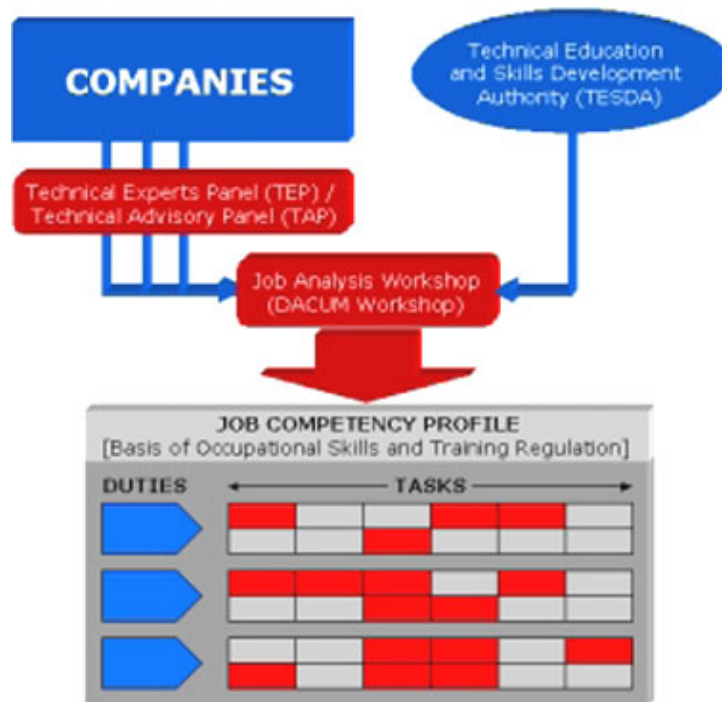 COMPANIES
Technical Education
and Skills Development
Authority (TESDA)
Technical Experts Panel (TEP) /
Technical Advisory Panel (TAP)
Job Analysis Workshop
(DACUM Workshop)
JOB COMPETENCY PROFILE
[Basis of Occupational Skills and Training Regulation]
DUTIES
TASKS